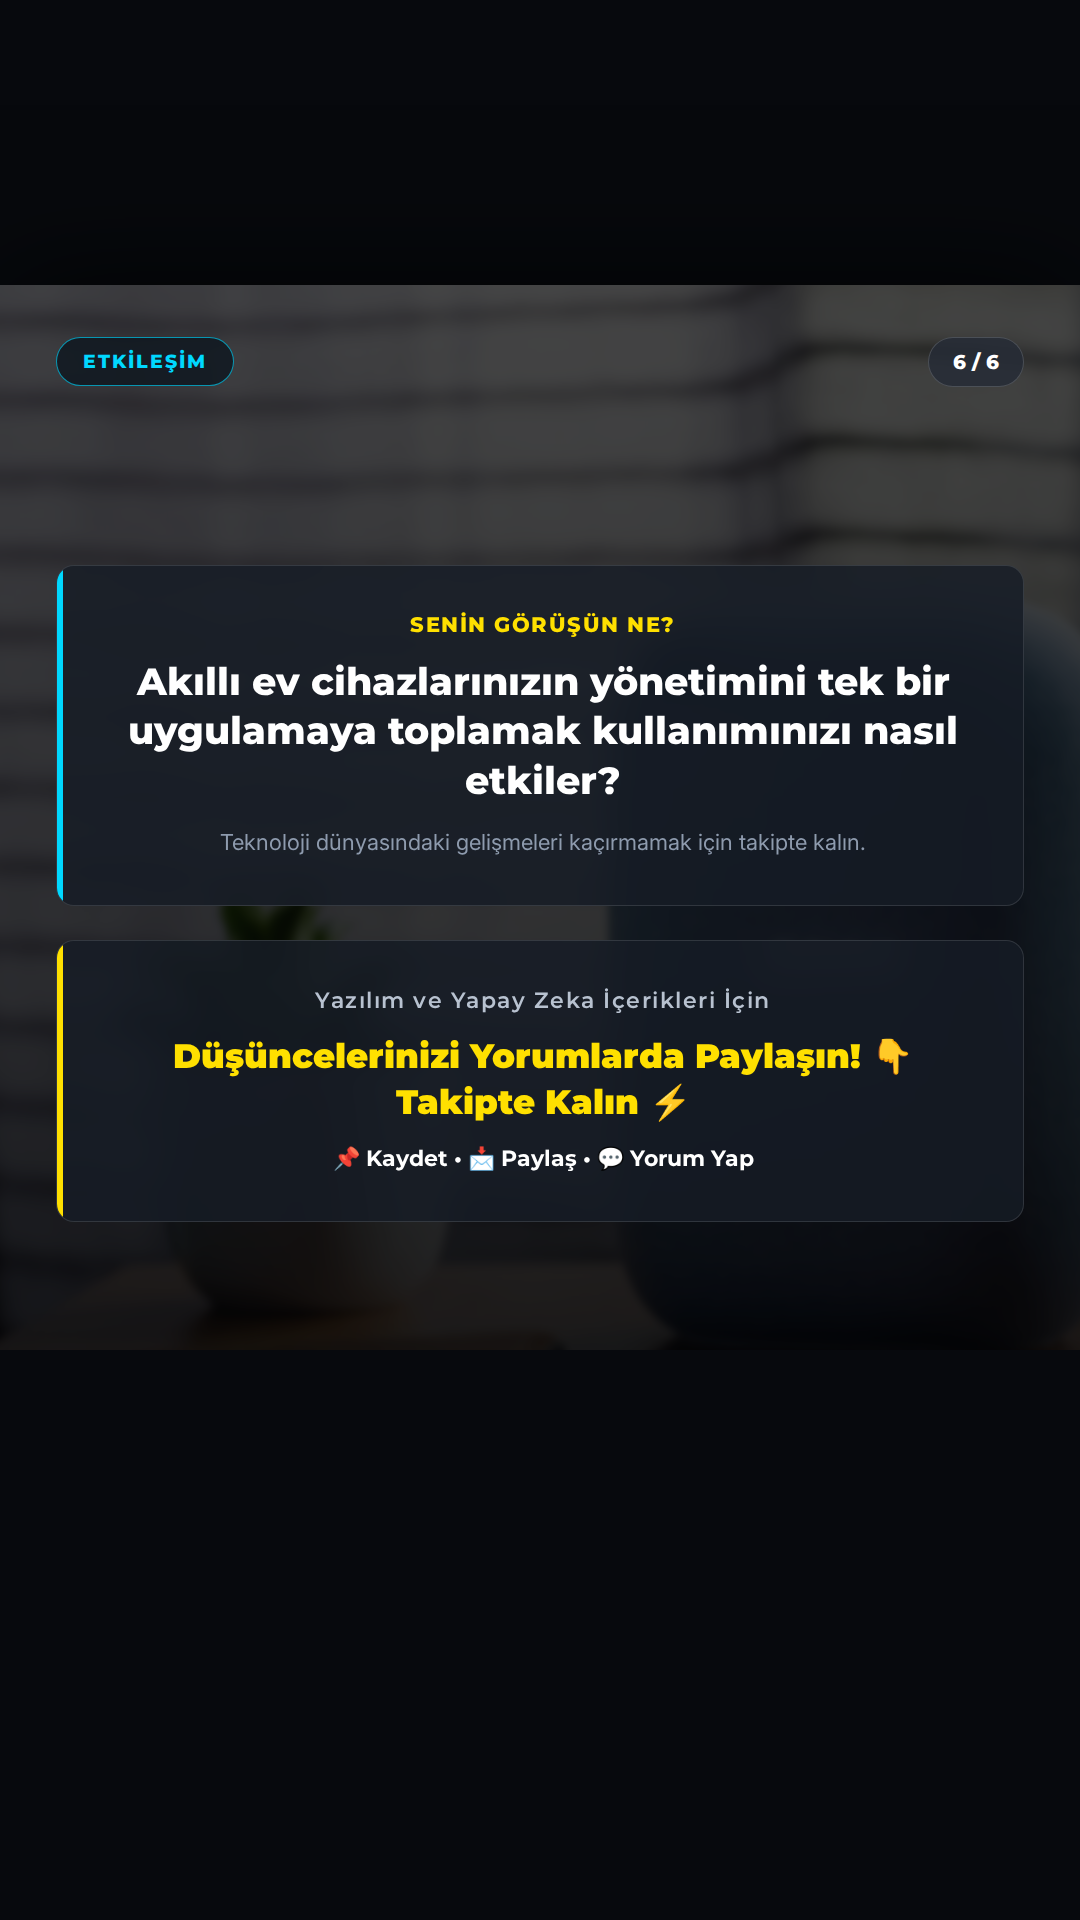 ETKİLEŞİM
6 / 6
SENİN GÖRÜŞÜN NE?
Akıllı ev cihazlarınızın yönetimini tek bir
uygulamaya toplamak kullanımınızı nasıl
etkiler?
Teknoloji dünyasındaki gelişmeleri kaçırmamak için takipte kalın.
Yazılım ve Yapay Zeka İçerikleri İçin
Düşüncelerinizi Yorumlarda Paylaşın! 👇
Takipte Kalın ⚡
📌 Kaydet • 📩 Paylaş • 💬 Yorum Yap